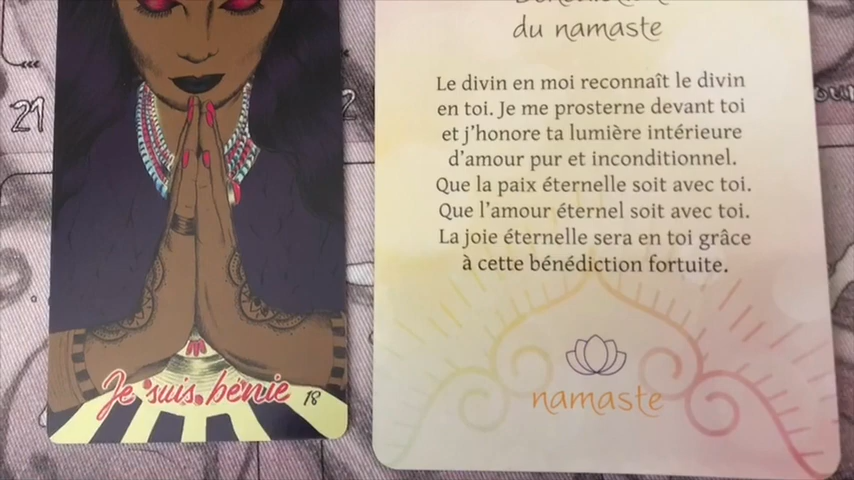 21
2
Je suis bénie 18
du namaste
Le divin en moi reconnaît le divin
en toi. Je me prosterne devant toi
et j'honore ta lumière intérieure
d'amour pur et inconditionnel.
Que la paix éternelle soit avec toi.
Que l'amour éternel soit avec toi.
La joie éternelle sera en toi grâce
à cette bénédiction fortuite.
namaste